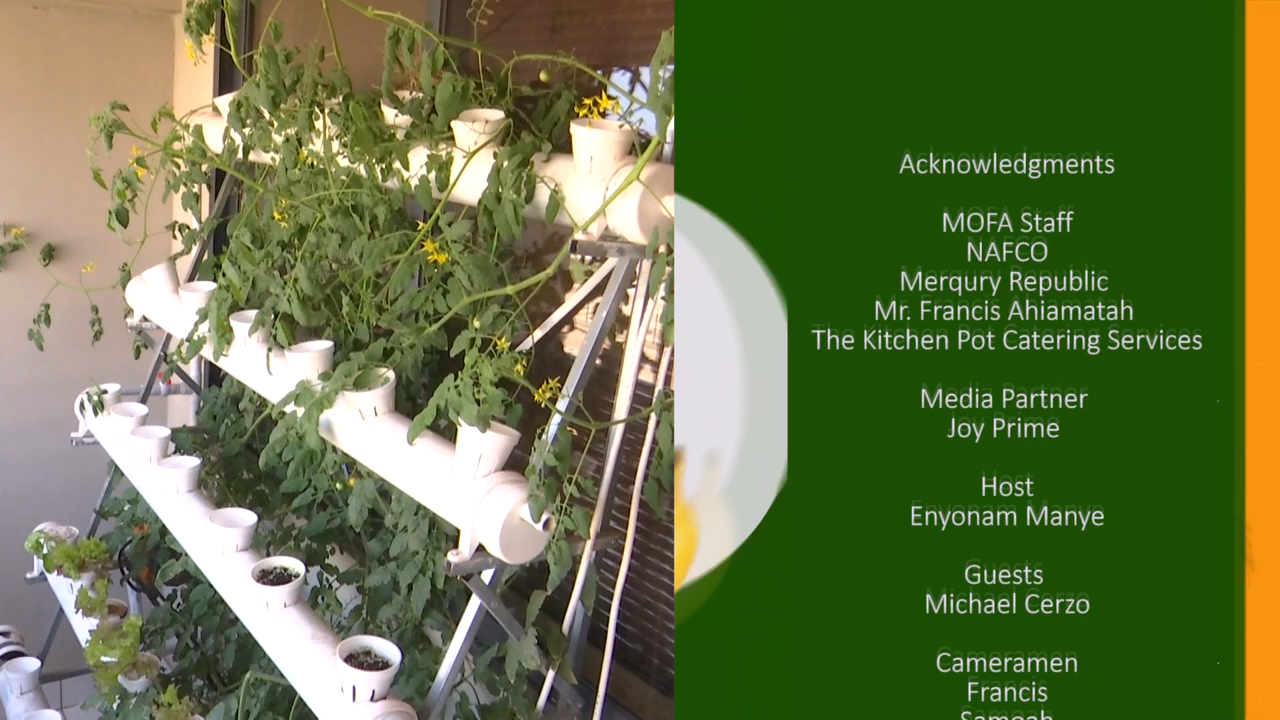 Acknowledgments
MOFA Staff
NAFCO
Merqury Republic
Mr. Francis Ahiamatah
The Kitchen Pot Catering Services
Media Partner
Joy Prime
Host
Enyonam Manye
Guests
Michael Cerzo
Cameramen
Francis